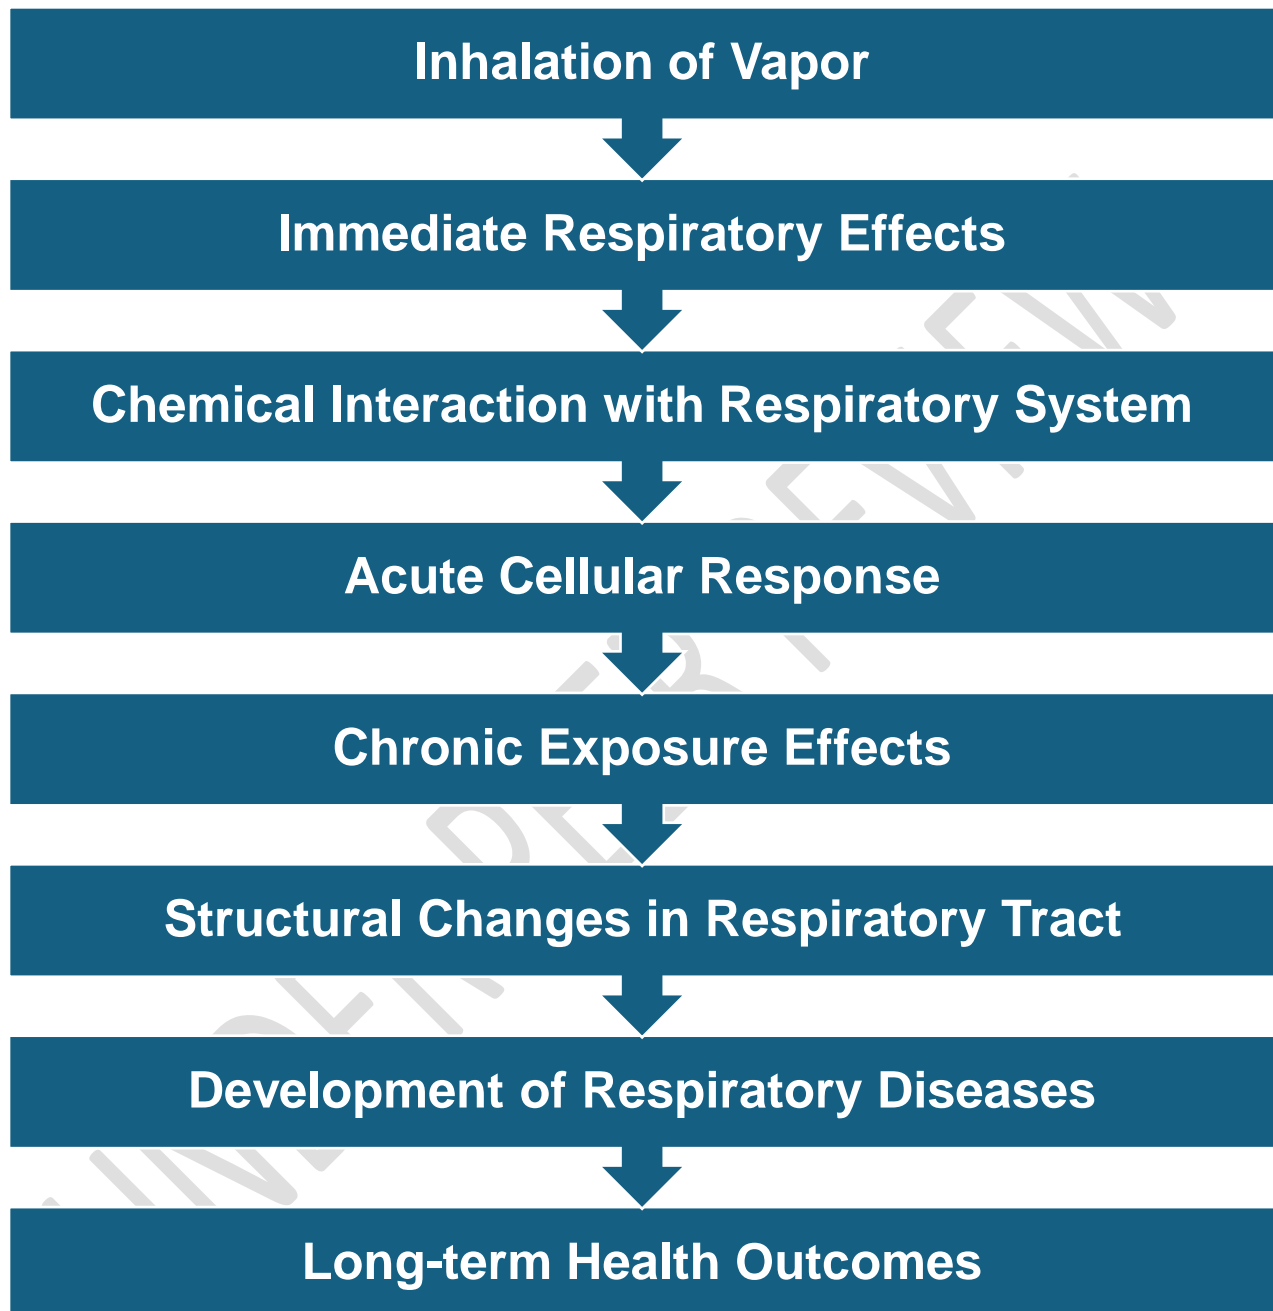 Inhalation of Vapor
Immediate Respiratory Effects
Chemical Interaction with Respiratory System
Acute Cellular Response
Chronic Exposure Effects
Structural Changes in Respiratory Tract
Development of Respiratory Diseases
Long-term Health Outcomes